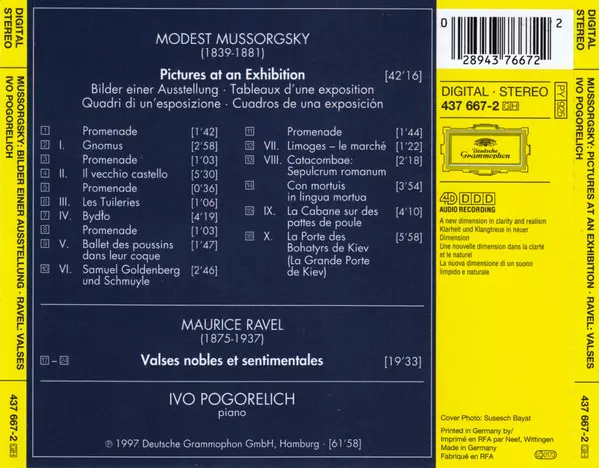 DIGITAL
STEREO
MUSSORGSKY: BILDER EINER AUSSTELLUNG · RAVEL: VALSES
IVO POGORELICH
437 667-2 GH
MODEST MUSSORGSKY
(1839-1881)
Pictures at an Exhibition [42'16]
Bilder einer Ausstellung · Tableaux d'une exposition
Quadri di un'esposizione · Cuadros de una exposición
1 Promenade [1'42]
2 I. Gnomus [2'58]
3 Promenade [1'03]
4 II. Il vecchio castello [5'30]
5 Promenade [0'36]
6 III. Les Tuileries [1'06]
7 IV. Bydło [4'19]
8 Promenade [1'03]
9 V. Ballet des poussins [1'47]
dans leur coque
10 VI. Samuel Goldenberg [2'46]
und Schmuyle
11 Promenade [1'44]
12 VII. Limoges – le marché [1'22]
13 VIII. Catacombae: [2'18]
Sepulcrum romanum
14 Con mortuis [3'54]
in lingua mortua
15 IX. La Cabane sur des [4'10]
pattes de poule
16 X. La Porte des [5'58]
Bohatyrs de Kiev
(La Grande Porte
de Kiev)
MAURICE RAVEL
(1875-1937)
17 – 24 Valses nobles et sentimentales [19'33]
IVO POGORELICH
piano
℗ 1997 Deutsche Grammophon GmbH, Hamburg · [61'58]
0 28943 76672 2
DIGITAL · STEREO
437 667-2 GH
PY 925
Deutsche
Grammophon
4D DDD
AUDIO RECORDING
A new dimension in clarity and realism
Klarheit und Klangtreue in neuer
Dimension
Une nouvelle dimension dans la clarté
et le naturel
La nuova dimensione di un suono
limpido e naturale
Cover Photo: Susesch Bayat
Printed in Germany by/
Imprimé en RFA par Neef, Wittingen
Made in Germany
Fabriqué en RFA
DIGITAL
STEREO
MUSSORGSKY: PICTURES AT AN EXHIBITION · RAVEL: VALSES
IVO POGORELICH
437 667-2 GH